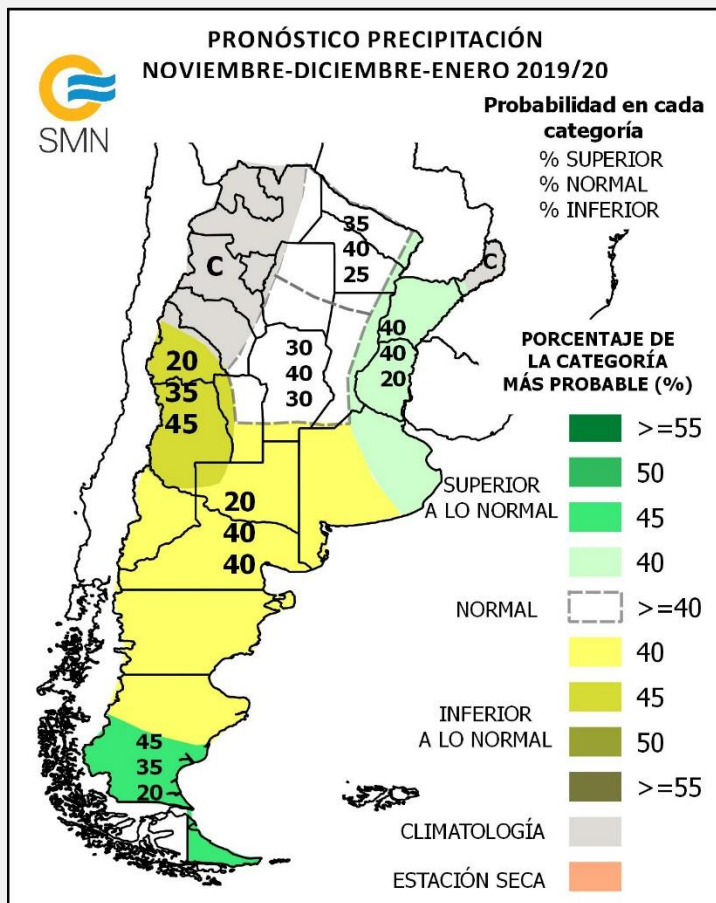 PRONÓSTICO PRECIPITACIÓN
NOVIEMBRE-DICIEMBRE-ENERO 2019/20
SMN
Probabilidad en cada
categoría
% SUPERIOR
% NORMAL
% INFERIOR
35
40
25
C
C
40
40
20
30
40
30
20
35
45
20
40
40
45
35
20
PORCENTAJE DE
LA CATEGORÍA
MÁS PROBABLE (%)
>=55
50
SUPERIOR
A LO NORMAL
45
40
NORMAL
>=40
40
45
INFERIOR
A LO NORMAL
50
>=55
CLIMATOLOGÍA
ESTACIÓN SECA